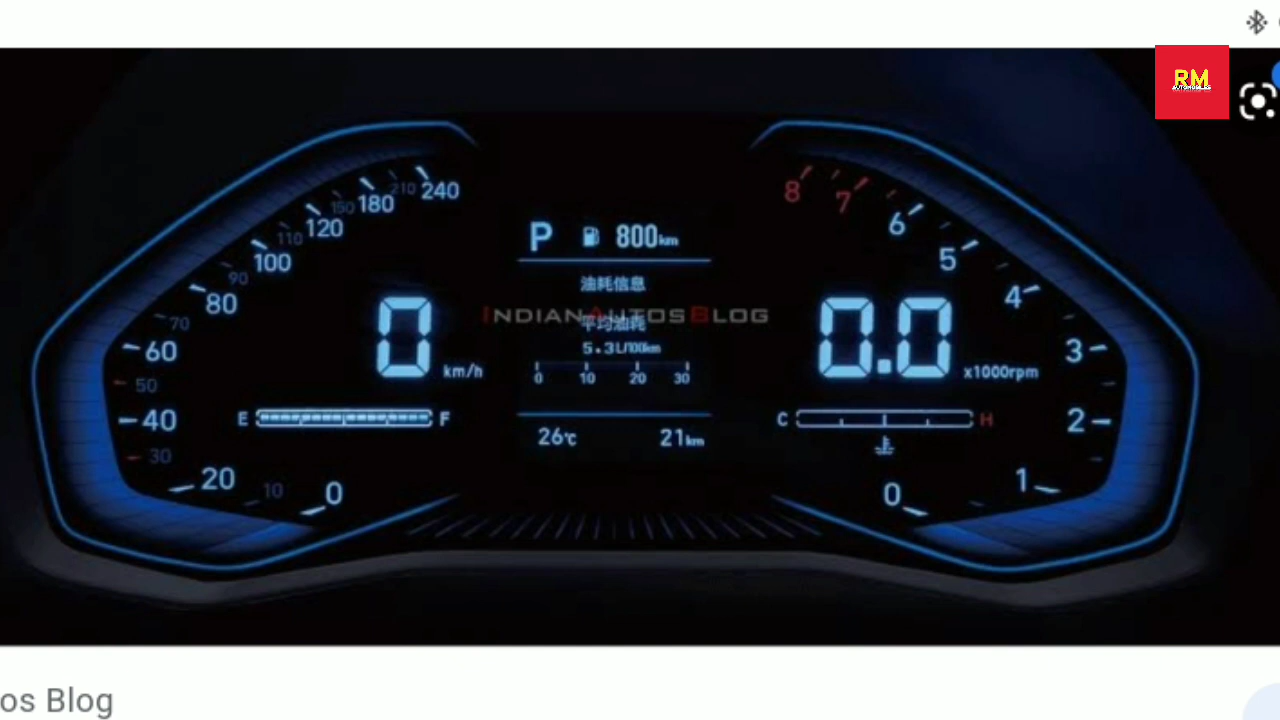 RM
AUTOMOBILES
240
210
180
150
120
110
100
90
80
70
60
50
40
30
20
10
0
0 km/h
E F
P 800km
油耗信息
INDIANAUTOSBLOG
平均油耗
5.3L/100km
0 10 20 30
26℃ 21km
8
7
6
5
4
3
2
1
0
0.0 x1000rpm
C H
os Blog